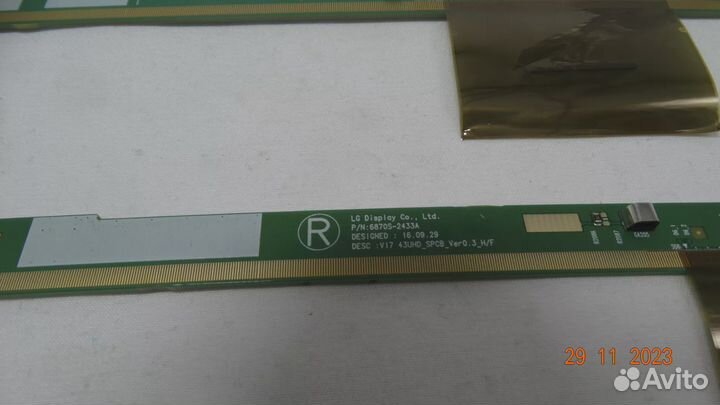 R
LG Display Co., Ltd.
P/N:6870S-2433A
DESIGNED : 16.09.29
DESC :V17 43UHD_SPCB_Ver0.3_H/F
29 11 2023
Avito